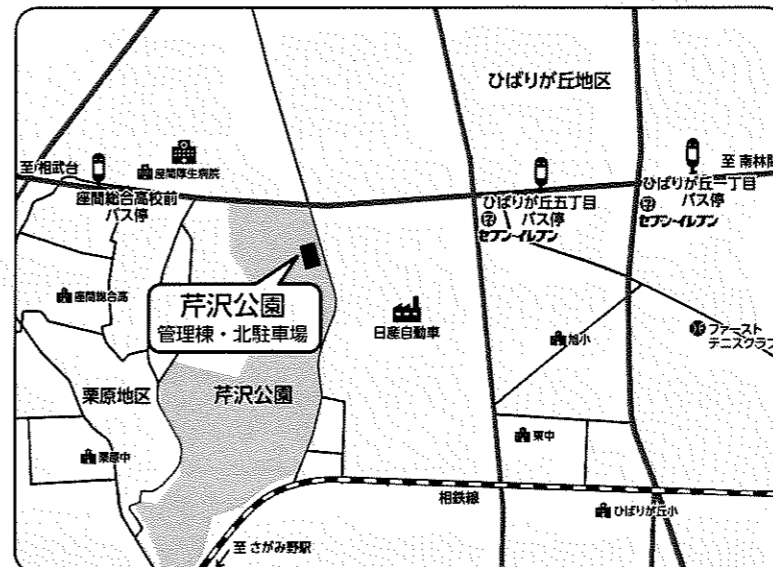 ひばりが丘地区
至 相武台
座間厚生病院
至 南林間
座間総合高校前
バス停
ひばりが丘五丁目
バス停
セブン-イレブン
ひばりが丘一丁目
バス停
セブン-イレブン
座間総合高
芹沢公園
管理棟・北駐車場
日産自動車
旭小
ファースト
テニスクラブ
栗原地区
芹沢公園
栗原中
東中
相鉄線
ひばりが丘小
至 さがみ野駅